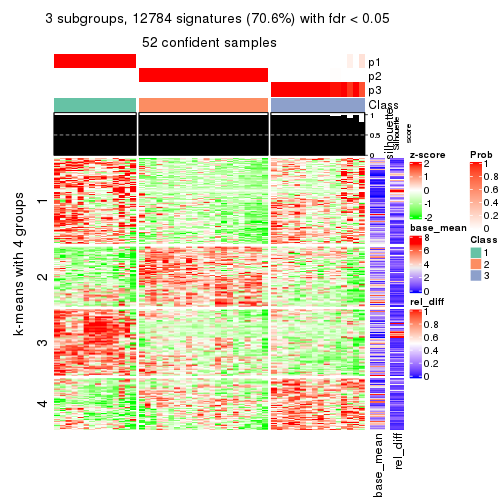 3 subgroups, 12784 signatures (70.6%) with fdr < 0.05
52 confident samples
p1
p2
p3
Class
1
0.5
0
silhouette
Silhouette
score
k-means with 4 groups
1
2
3
4
base_mean
rel_diff
z-score
2
1
0
-1
-2
base_mean
8
6
4
2
0
rel_diff
1
0.8
0.6
0.4
0.2
0
Prob
1
0.8
0.6
0.4
0.2
0
Class
1
2
3